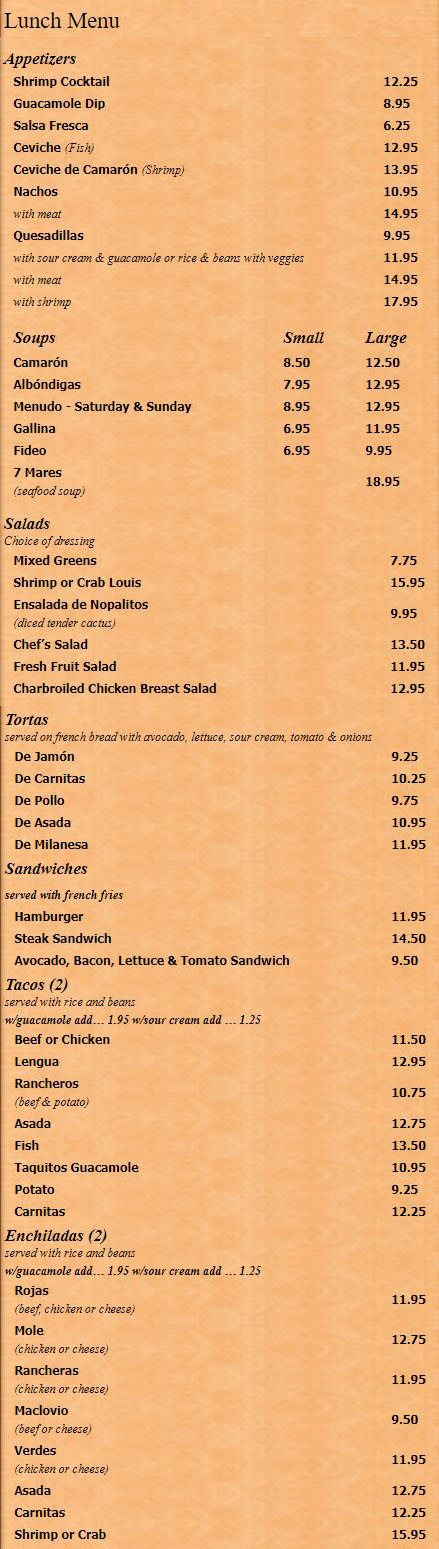 Lunch Menu
Appetizers
Shrimp Cocktail 12.25
Guacamole Dip 8.95
Salsa Fresca 6.25
Ceviche (Fish) 12.95
Ceviche de Camarón (Shrimp) 13.95
Nachos 10.95
with meat 14.95
Quesadillas 9.95
with sour cream & guacamole or rice & beans with veggies 11.95
with meat 14.95
with shrimp 17.95
Soups Small Large
Camarón 8.50 12.50
Albóndigas 7.95 12.95
Menudo - Saturday & Sunday 8.95 12.95
Gallina 6.95 11.95
Fideo 6.95 9.95
7 Mares
(seafood soup) 18.95
Salads
Choice of dressing
Mixed Greens 7.75
Shrimp or Crab Louis 15.95
Ensalada de Nopalitos
(diced tender cactus) 9.95
Chef's Salad 13.50
Fresh Fruit Salad 11.95
Charbroiled Chicken Breast Salad 12.95
Tortas
served on french bread with avocado, lettuce, sour cream, tomato & onions
De Jamón 9.25
De Carnitas 10.25
De Pollo 9.75
De Asada 10.95
De Milanesa 11.95
Sandwiches
served with french fries
Hamburger 11.95
Steak Sandwich 14.50
Avocado, Bacon, Lettuce & Tomato Sandwich 9.50
Tacos (2)
served with rice and beans
w/guacamole add... 1.95 w/sour cream add ... 1.25
Beef or Chicken 11.50
Lengua 12.95
Rancheros
(beef & potato) 10.75
Asada 12.75
Fish 13.50
Taquitos Guacamole 10.95
Potato 9.25
Carnitas 12.25
Enchiladas (2)
served with rice and beans
w/guacamole add... 1.95 w/sour cream add ... 1.25
Rojas
(beef, chicken or cheese) 11.95
Mole
(chicken or cheese) 12.75
Rancheras
(chicken or cheese) 11.95
Maclovio
(beef or cheese) 9.50
Verdes
(chicken or cheese) 11.95
Asada 12.75
Carnitas 12.25
Shrimp or Crab 15.95